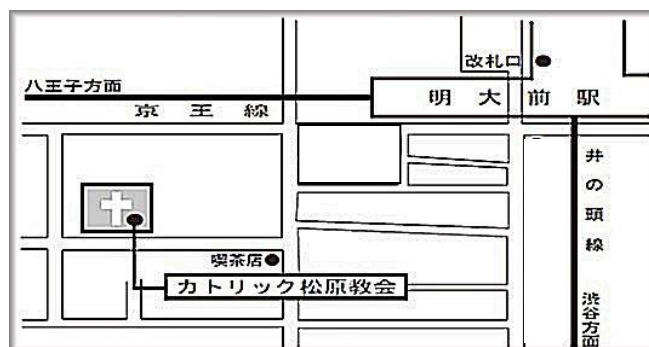 改札口
八王子方面
明大前駅
京王線
井の頭線
喫茶店
カトリック松原教会
渋谷方面